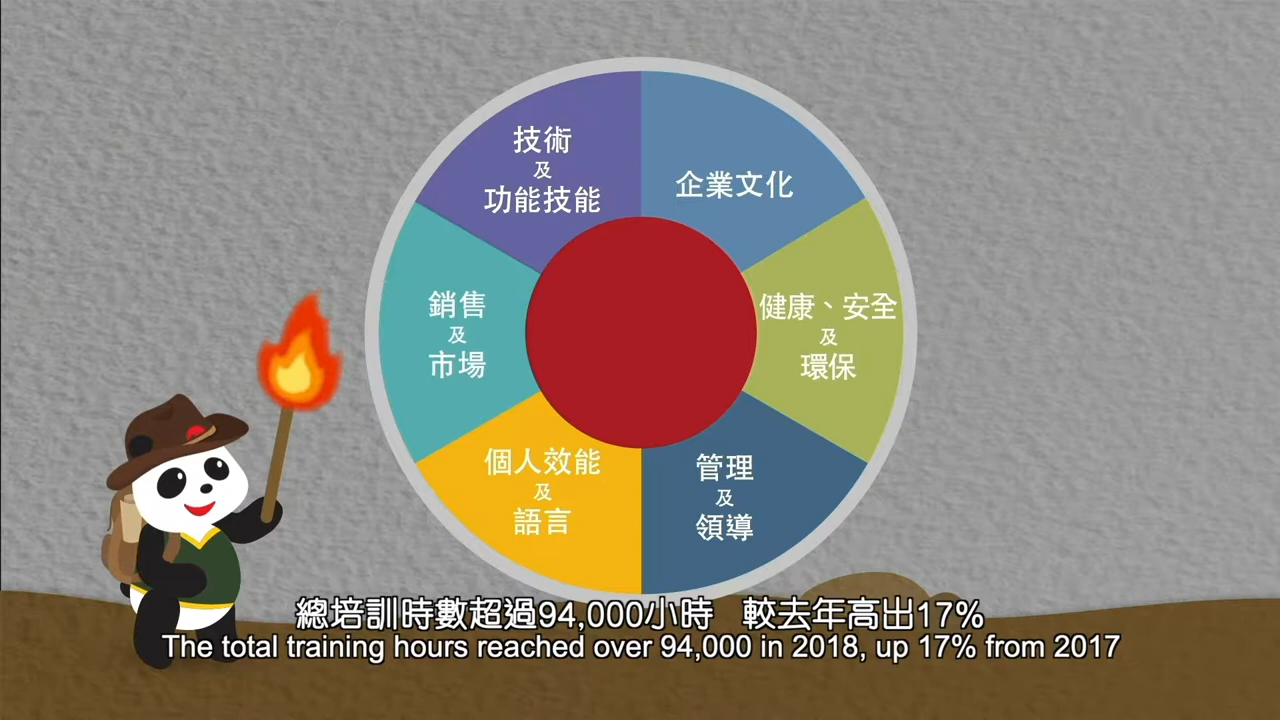 技術
及
功能技能
企業文化
銷售
及
市場
健康、安全
及
環保
個人效能
及
語言
管理
及
領導
總培訓時數超過94,000小時 較去年高出17%
The total training hours reached over 94,000 in 2018, up 17% from 2017